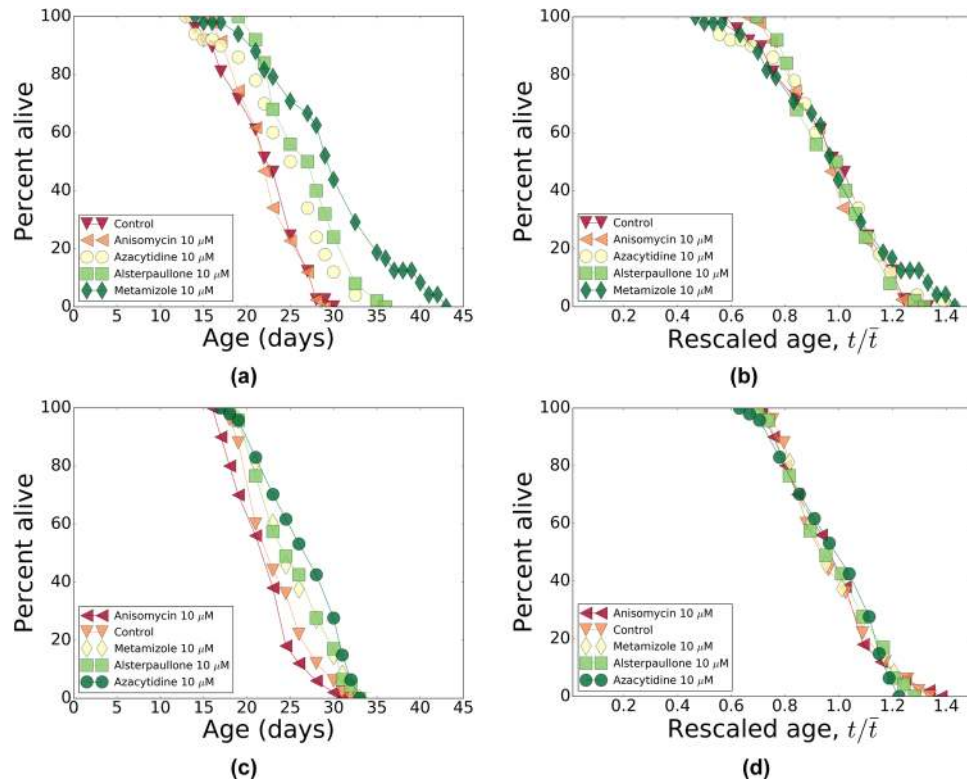 100
80
60
40
20
0
Percent alive
Control
Anisomycin 10 μM
Azacytidine 10 μM
Alsterpaullone 10 μM
Metamizole 10 μM
0 5 10 15 20 25 30 35 40 45
Age (days)
(a)
100
80
60
40
20
0
Percent alive
Control
Anisomycin 10 μM
Azacytidine 10 μM
Alsterpaullone 10 μM
Metamizole 10 μM
0.2 0.4 0.6 0.8 1.0 1.2 1.4
Rescaled age, t/t̄
(b)
100
80
60
40
20
0
Percent alive
Anisomycin 10 μM
Control
Metamizole 10 μM
Alsterpaullone 10 μM
Azacytidine 10 μM
0 5 10 15 20 25 30 35 40 45
Age (days)
(c)
100
80
60
40
20
0
Percent alive
Anisomycin 10 μM
Control
Metamizole 10 μM
Alsterpaullone 10 μM
Azacytidine 10 μM
0.2 0.4 0.6 0.8 1.0 1.2 1.4
Rescaled age, t/t̄
(d)